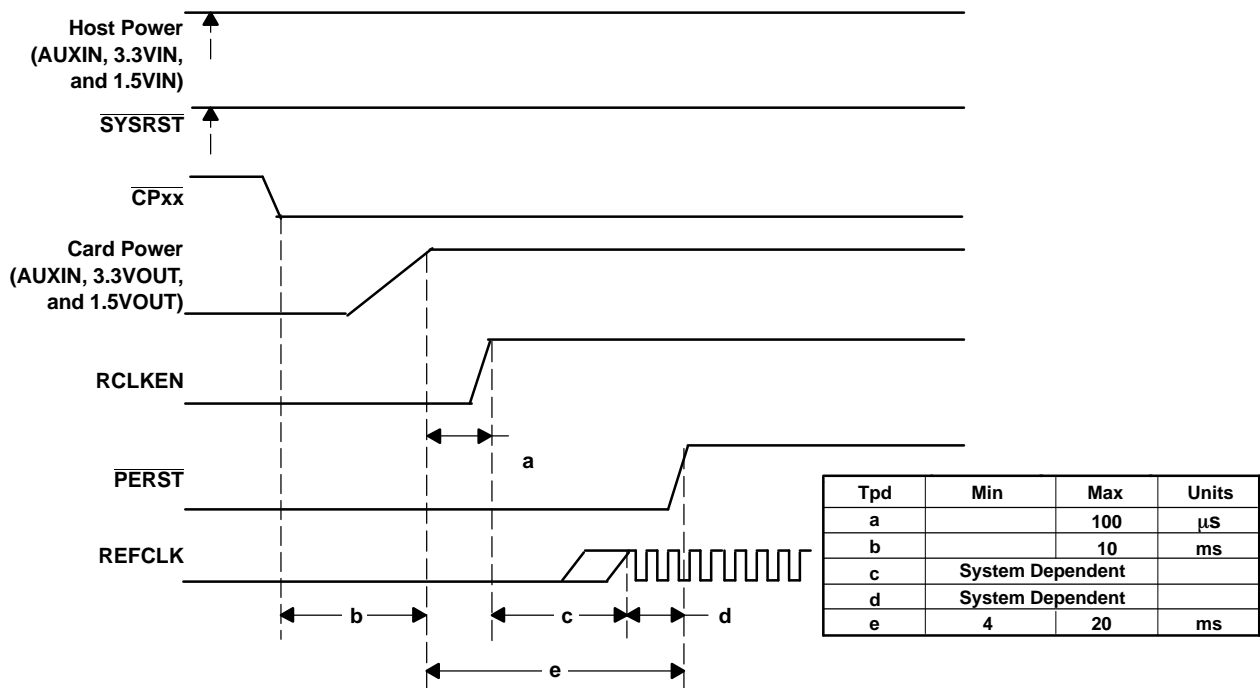 Host Power
(AUXIN, 3.3VIN,
and 1.5VIN)
SYSRST
CPxx
Card Power
(AUXIN, 3.3VOUT,
and 1.5VOUT)
RCLKEN
a
PERST
REFCLK
b
c
d
e
Tpd Min Max Units
a 100 μs
b 10 ms
c System Dependent
d System Dependent
e 4 20 ms